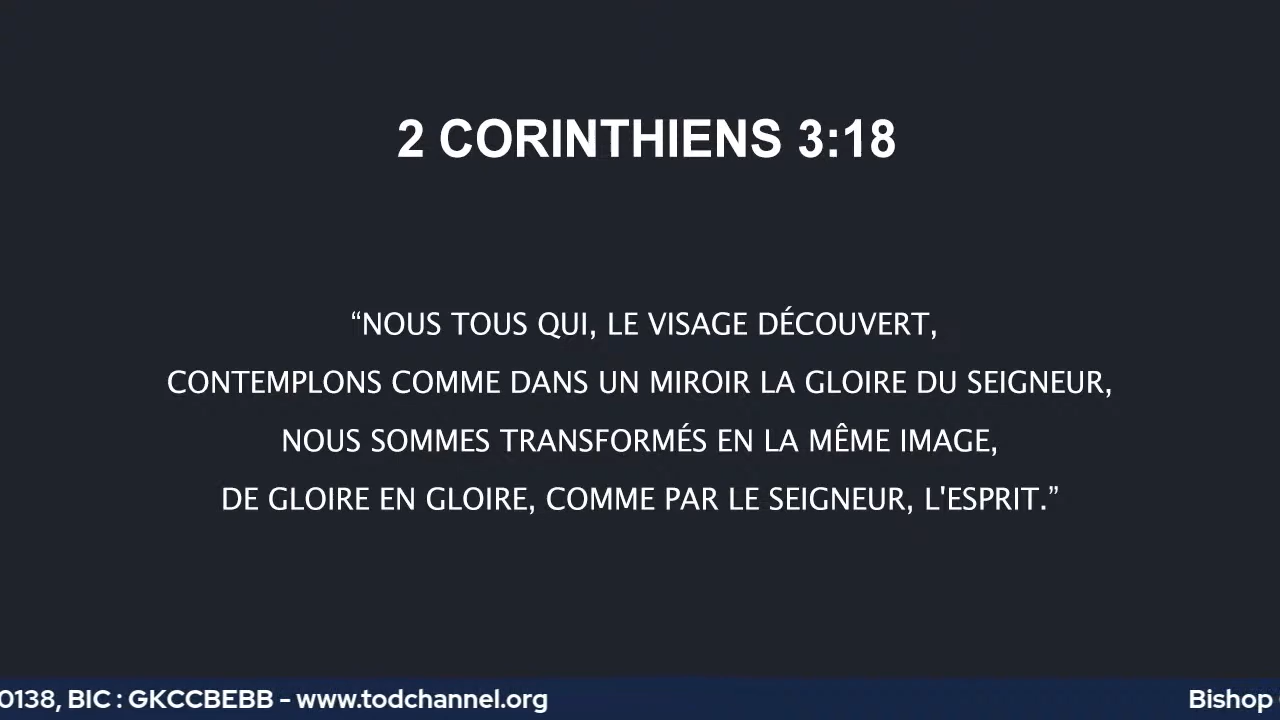 2 CORINTHIENS 3:18
“NOUS TOUS QUI, LE VISAGE DÉCOUVERT,
CONTEMPLONS COMME DANS UN MIROIR LA GLOIRE DU SEIGNEUR,
NOUS SOMMES TRANSFORMÉS EN LA MÊME IMAGE,
DE GLOIRE EN GLOIRE, COMME PAR LE SEIGNEUR, L'ESPRIT.”
0138, BIC : GKCCBEBB - www.todchannel.org Bishop